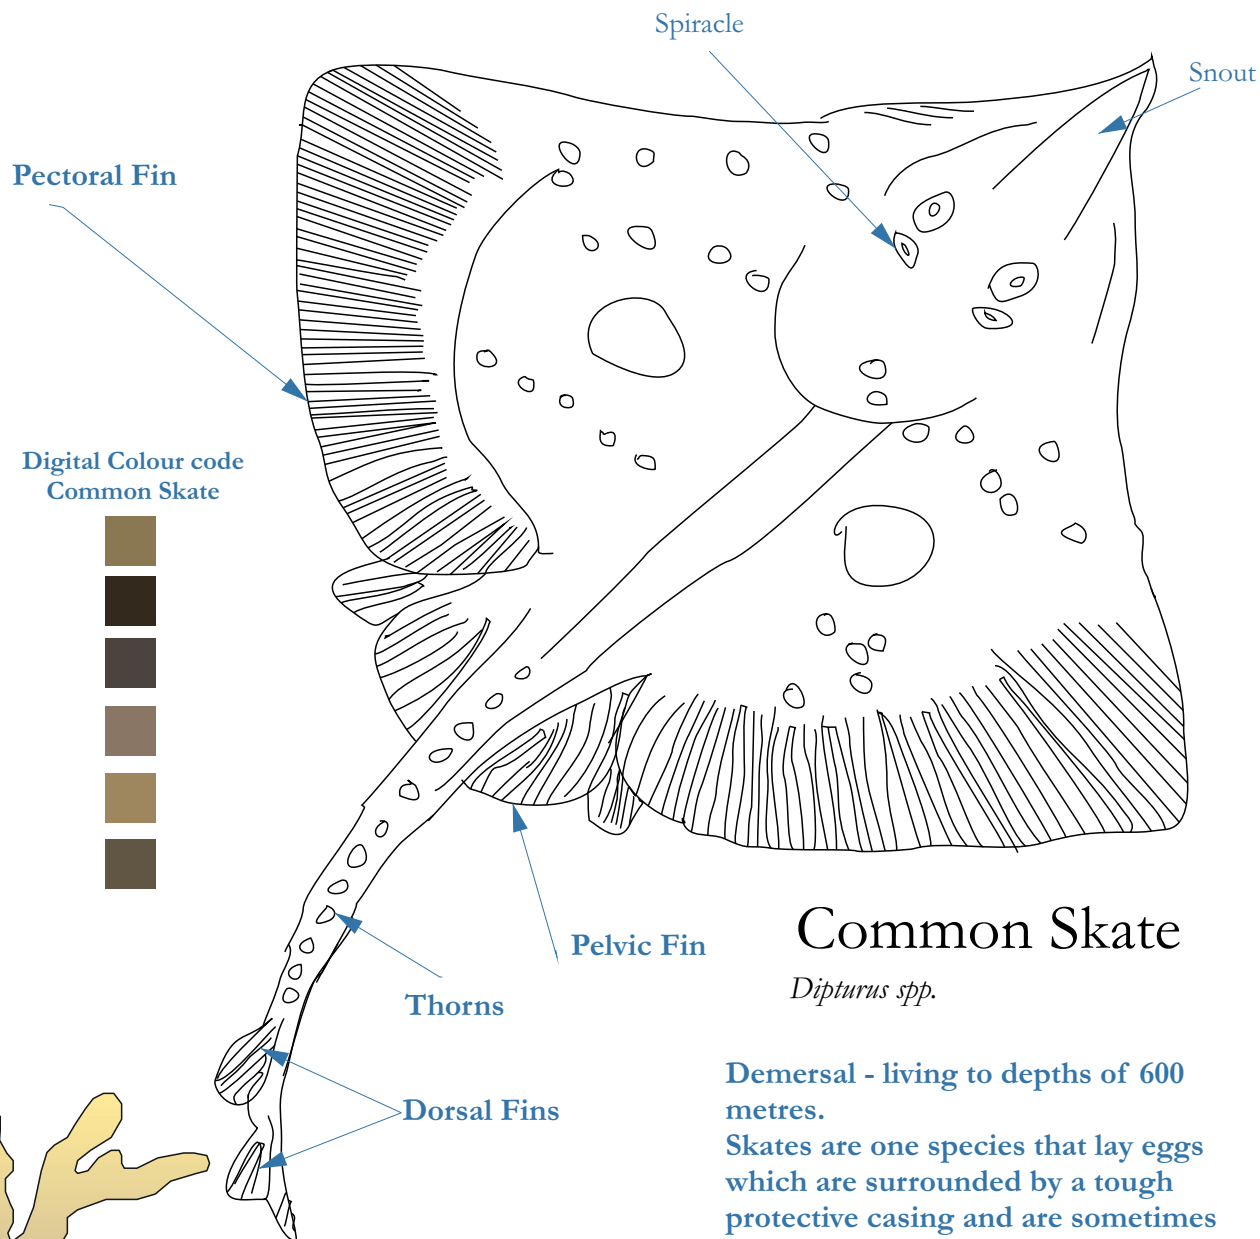 Spiracle
Snout
Pectoral Fin
Digital Colour code
Common Skate
Pelvic Fin
Common Skate
Dipturus spp.
Thorns
Dorsal Fins
Demersal - living to depths of 600
metres.
Skates are one species that lay eggs
which are surrounded by a tough
protective casing and are sometimes